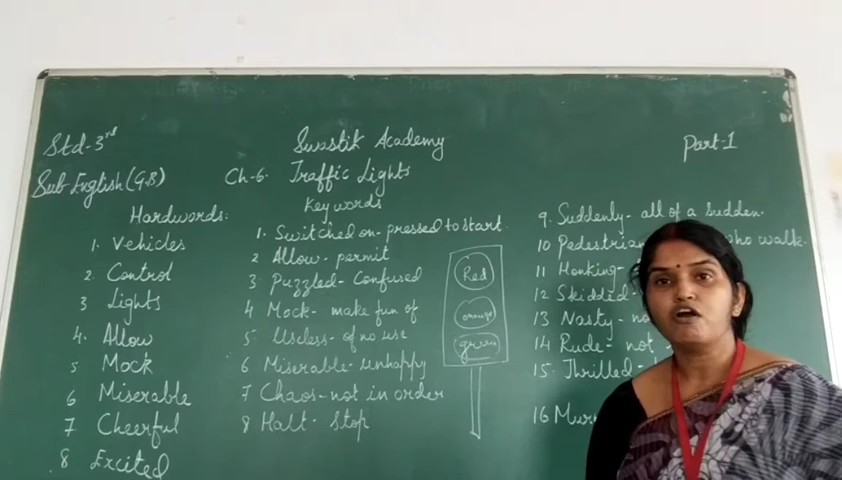 Std-3rd
Swastik Academy
Part-1
Sub English (G.B)
Ch-6. Traffic Lights
Hardwords:
1. Vehicles
2. Control
3 Lights
4. Allow
5 Mock
6 Miserable
7 Cheerful
8 Excited
Keywords
1. Switched on - pressed to start.
2 Allow - permit
3 Puzzled - Confused
4 Mock - make fun of
5 Useless - of no use
6 Miserable - unhappy
7 Chaos - not in order
8 Halt - stop
Red
orange
green
9. Suddenly - all of a sudden.
10 Pedestrian who walk.
11 Honking -
12 Skidded -
13 Nasty -
14 Rude - not
15. Thrilled -
16